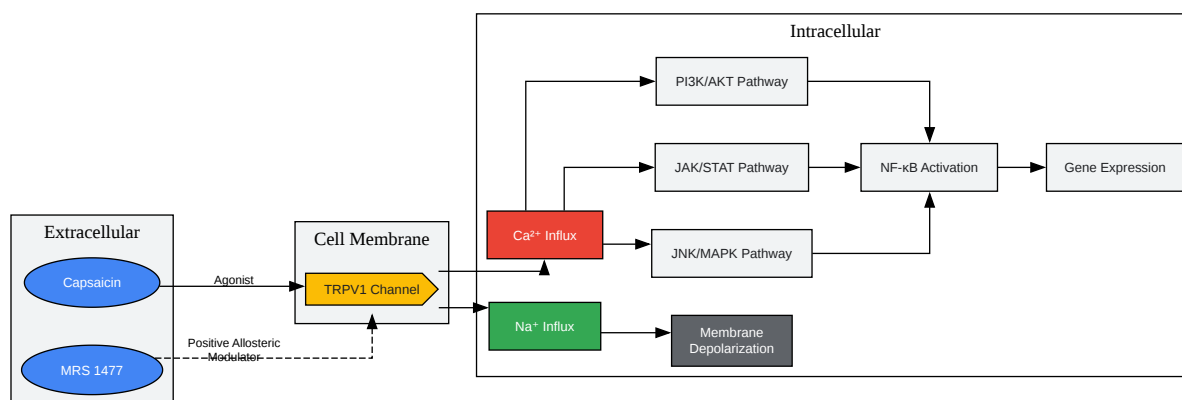 Intracellular
PI3K/AKT Pathway
JAK/STAT Pathway
NF-κB Activation
Gene Expression
Extracellular
Cell Membrane
Ca²⁺ Influx
JNK/MAPK Pathway
Capsaicin
Agonist
TRPV1 Channel
Na⁺ Influx
Membrane
Depolarization
Positive Allosteric
Modulator
MRS 1477